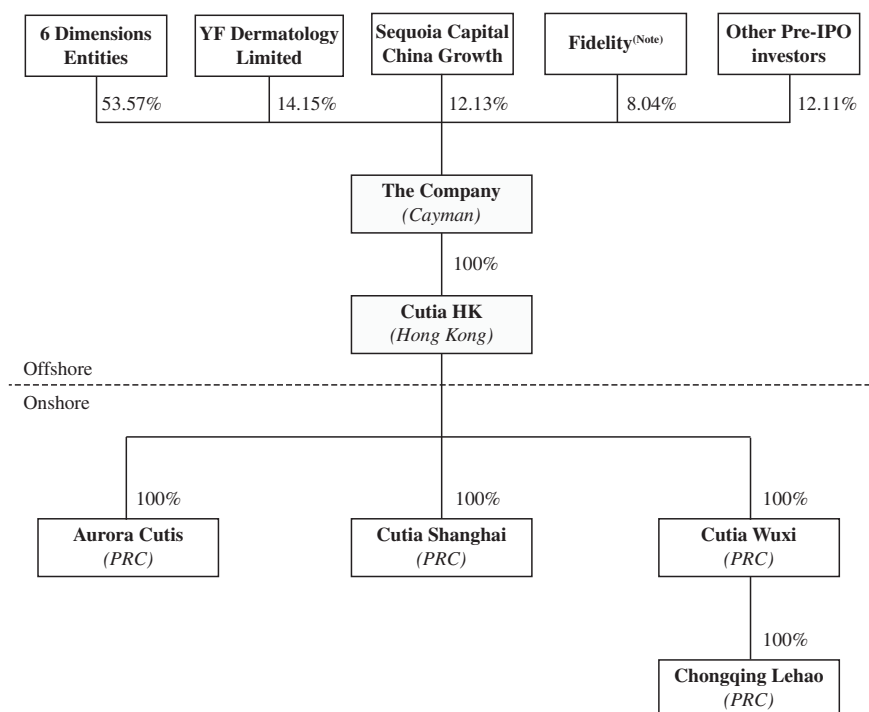 6 Dimensions
Entities
YF Dermatology
Limited
Sequoia Capital
China Growth
Fidelity(Note)
Other Pre-IPO
investors
53.57%
14.15%
12.13%
8.04%
12.11%
The Company
(Cayman)
100%
Cutia HK
(Hong Kong)
Offshore
Onshore
100%
100%
100%
Aurora Cutis
(PRC)
Cutia Shanghai
(PRC)
Cutia Wuxi
(PRC)
100%
Chongqing Lehao
(PRC)